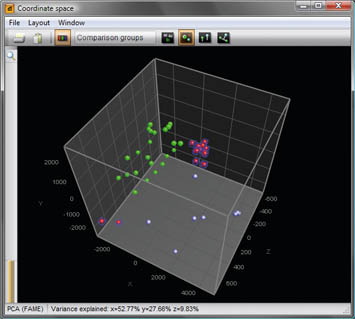 Coordinate space
File Layout Window
Comparison groups
2000
1000
0
-1000
-2000
Y
-2000
0
2000
4000
X
-600
-400
-200
0
200
400
600
Z
PCA (FAME) Variance explained: x=52.77% y=27.66% z=9.83%